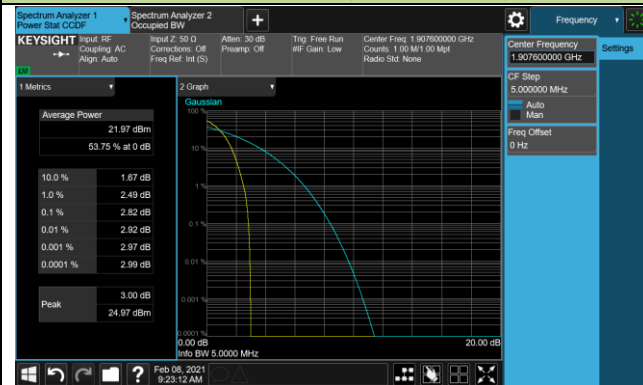 Spectrum Analyzer 1
Power Stat CCDF
Spectrum Analyzer 2
Occupied BW
Frequency
KEYSIGHT
Input: RF
Coupling: AC
Align: Auto
Input Z: 50 Ω
Corrections: Off
Freq Ref: Int (S)
Atten: 30 dB
Preamp: Off
Trig: Free Run
#IF Gain: Low
Center Freq: 1.907600000 GHz
Counts: 1.00 M/1.00 Mpt
Radio Std: None
Center Frequency
1.907600000 GHz
Settings
CF Step
5.000000 MHz
Auto
Man
Freq Offset
0 Hz
1 Metrics
Average Power
21.97 dBm
53.75 % at 0 dB
10.0 % 1.67 dB
1.0 % 2.49 dB
0.1 % 2.82 dB
0.01 % 2.92 dB
0.001 % 2.97 dB
0.0001 % 2.99 dB
Peak 3.00 dB
24.97 dBm
2 Graph
Gaussian
100 %
10 %
1 %
0.1 %
0.01 %
0.001 %
0.0001 %
0.00 dB 20.00 dB
Info BW 5.0000 MHz
?
Feb 08, 2021
9:23:12 AM